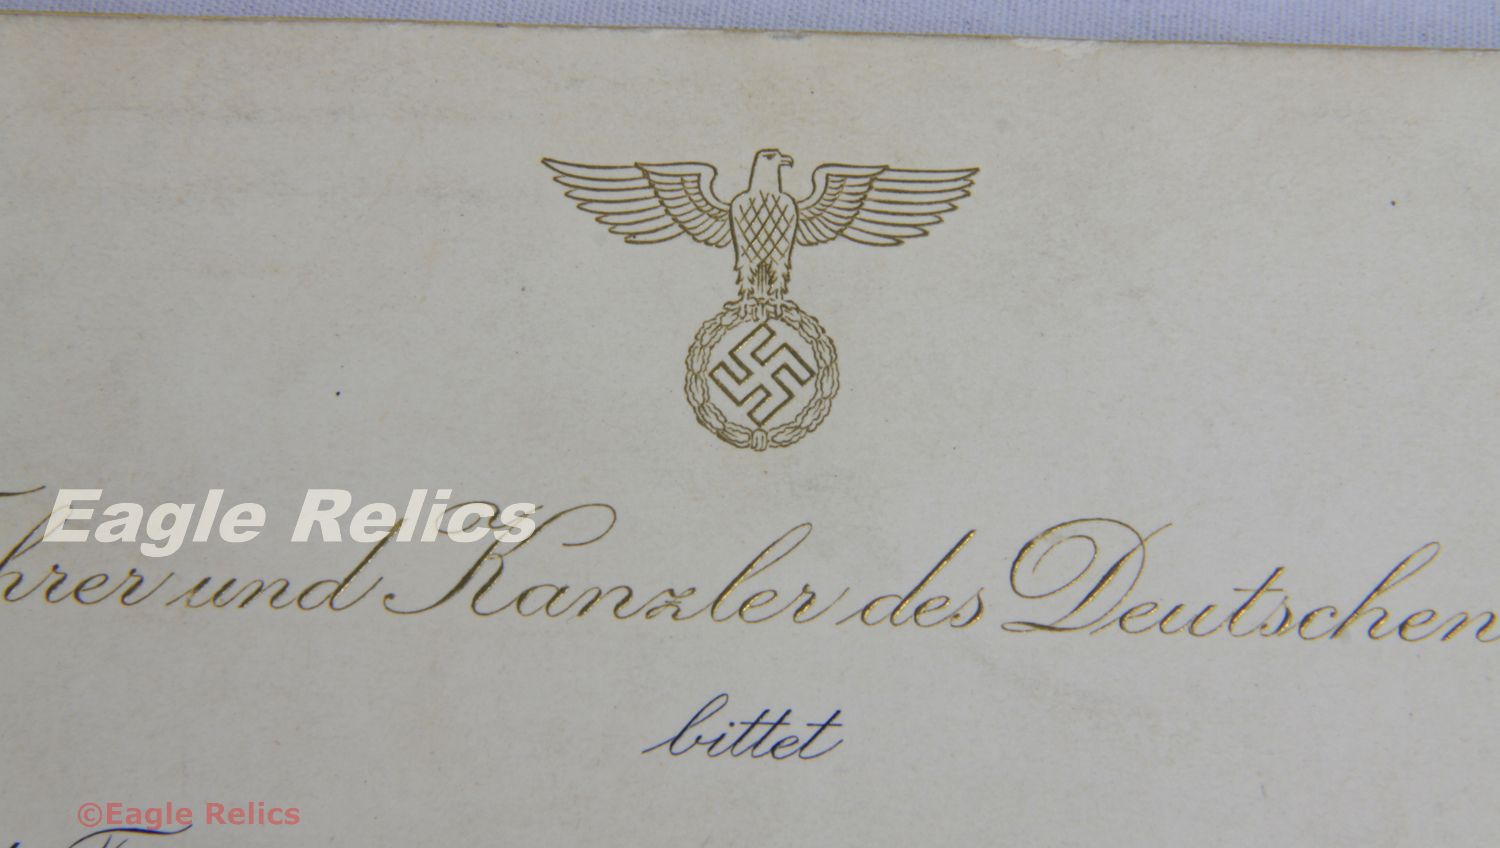 Eagle Relics
hrer und Kanzler des Deutschen
bittet
©Eagle Relics